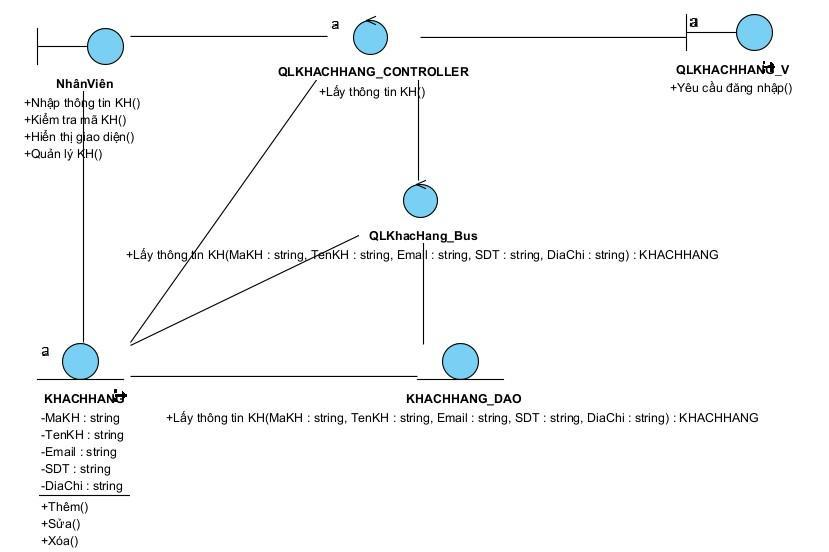 a
a
NhânViên
+Nhập thông tin KH()
+Kiểm tra mã KH()
+Hiển thị giao diện()
+Quản lý KH()
QLKHACHHANG_CONTROLLER
+Lấy thông tin KH()
QLKHACHHANG_V
+Yêu cầu đăng nhập()
QLKhacHang_Bus
+Lấy thông tin KH(MaKH : string, TenKH : string, Email : string, SDT : string, DiaChi : string) : KHACHHANG
a
KHACHHANG
-MaKH : string
-TenKH : string
-Email : string
-SDT : string
-DiaChi : string
+Thêm()
+Sửa()
+Xóa()
KHACHHANG_DAO
+Lấy thông tin KH(MaKH : string, TenKH : string, Email : string, SDT : string, DiaChi : string) : KHACHHANG